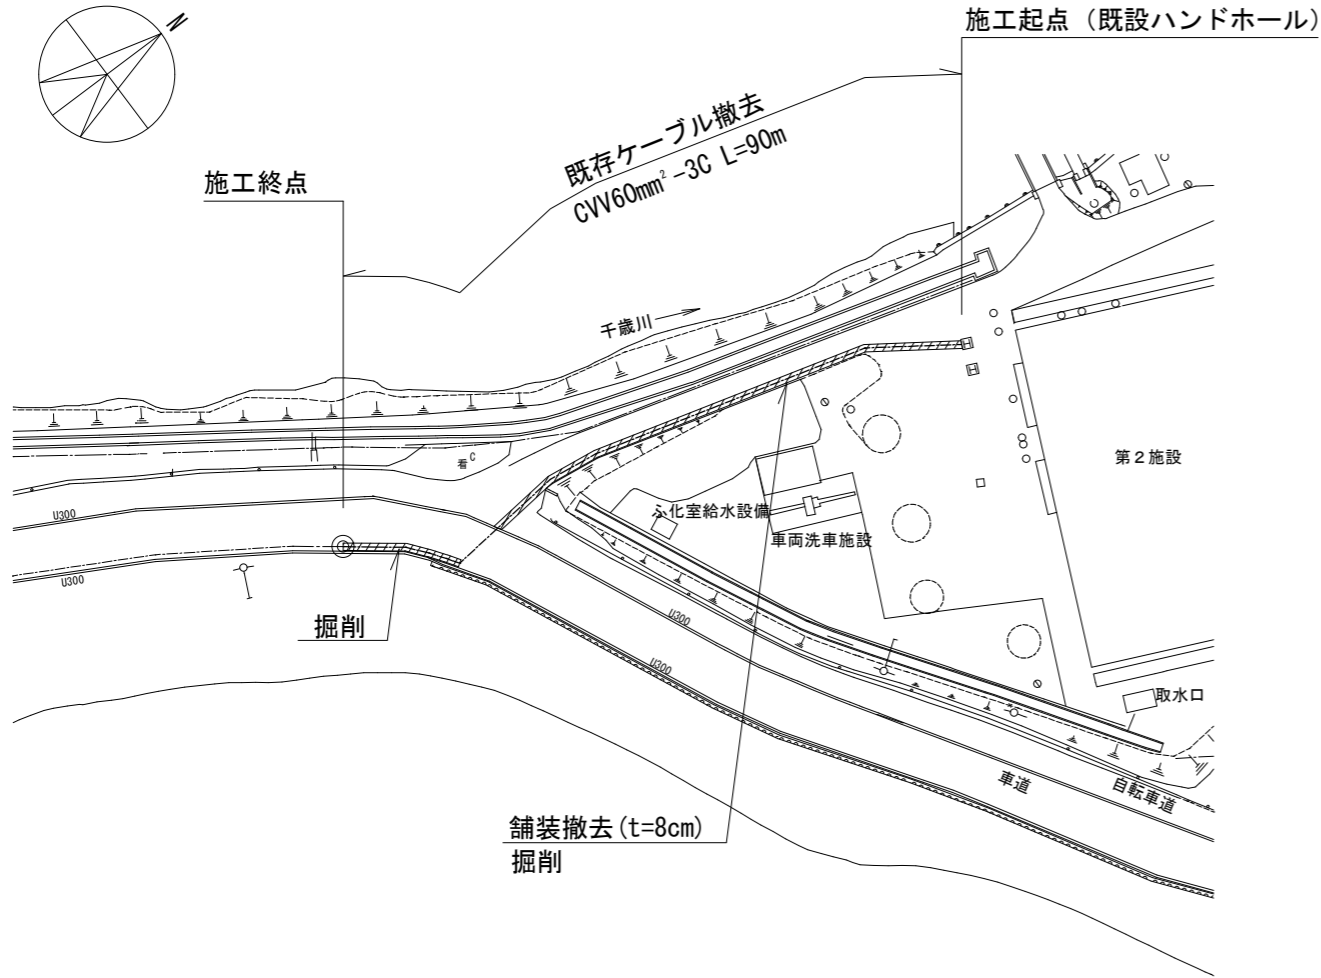 N
施工起点（既設ハンドホール）
既存ケーブル撤去
CVV60mm²-3C L=90m
施工終点
千歳川
H
H
看 C
第２施設
ふ化室給水設備
車両洗車施設
U300
U300
U300
U300
掘削
取水口
車道
自転車道
舗装撤去(t=8cm)
掘削